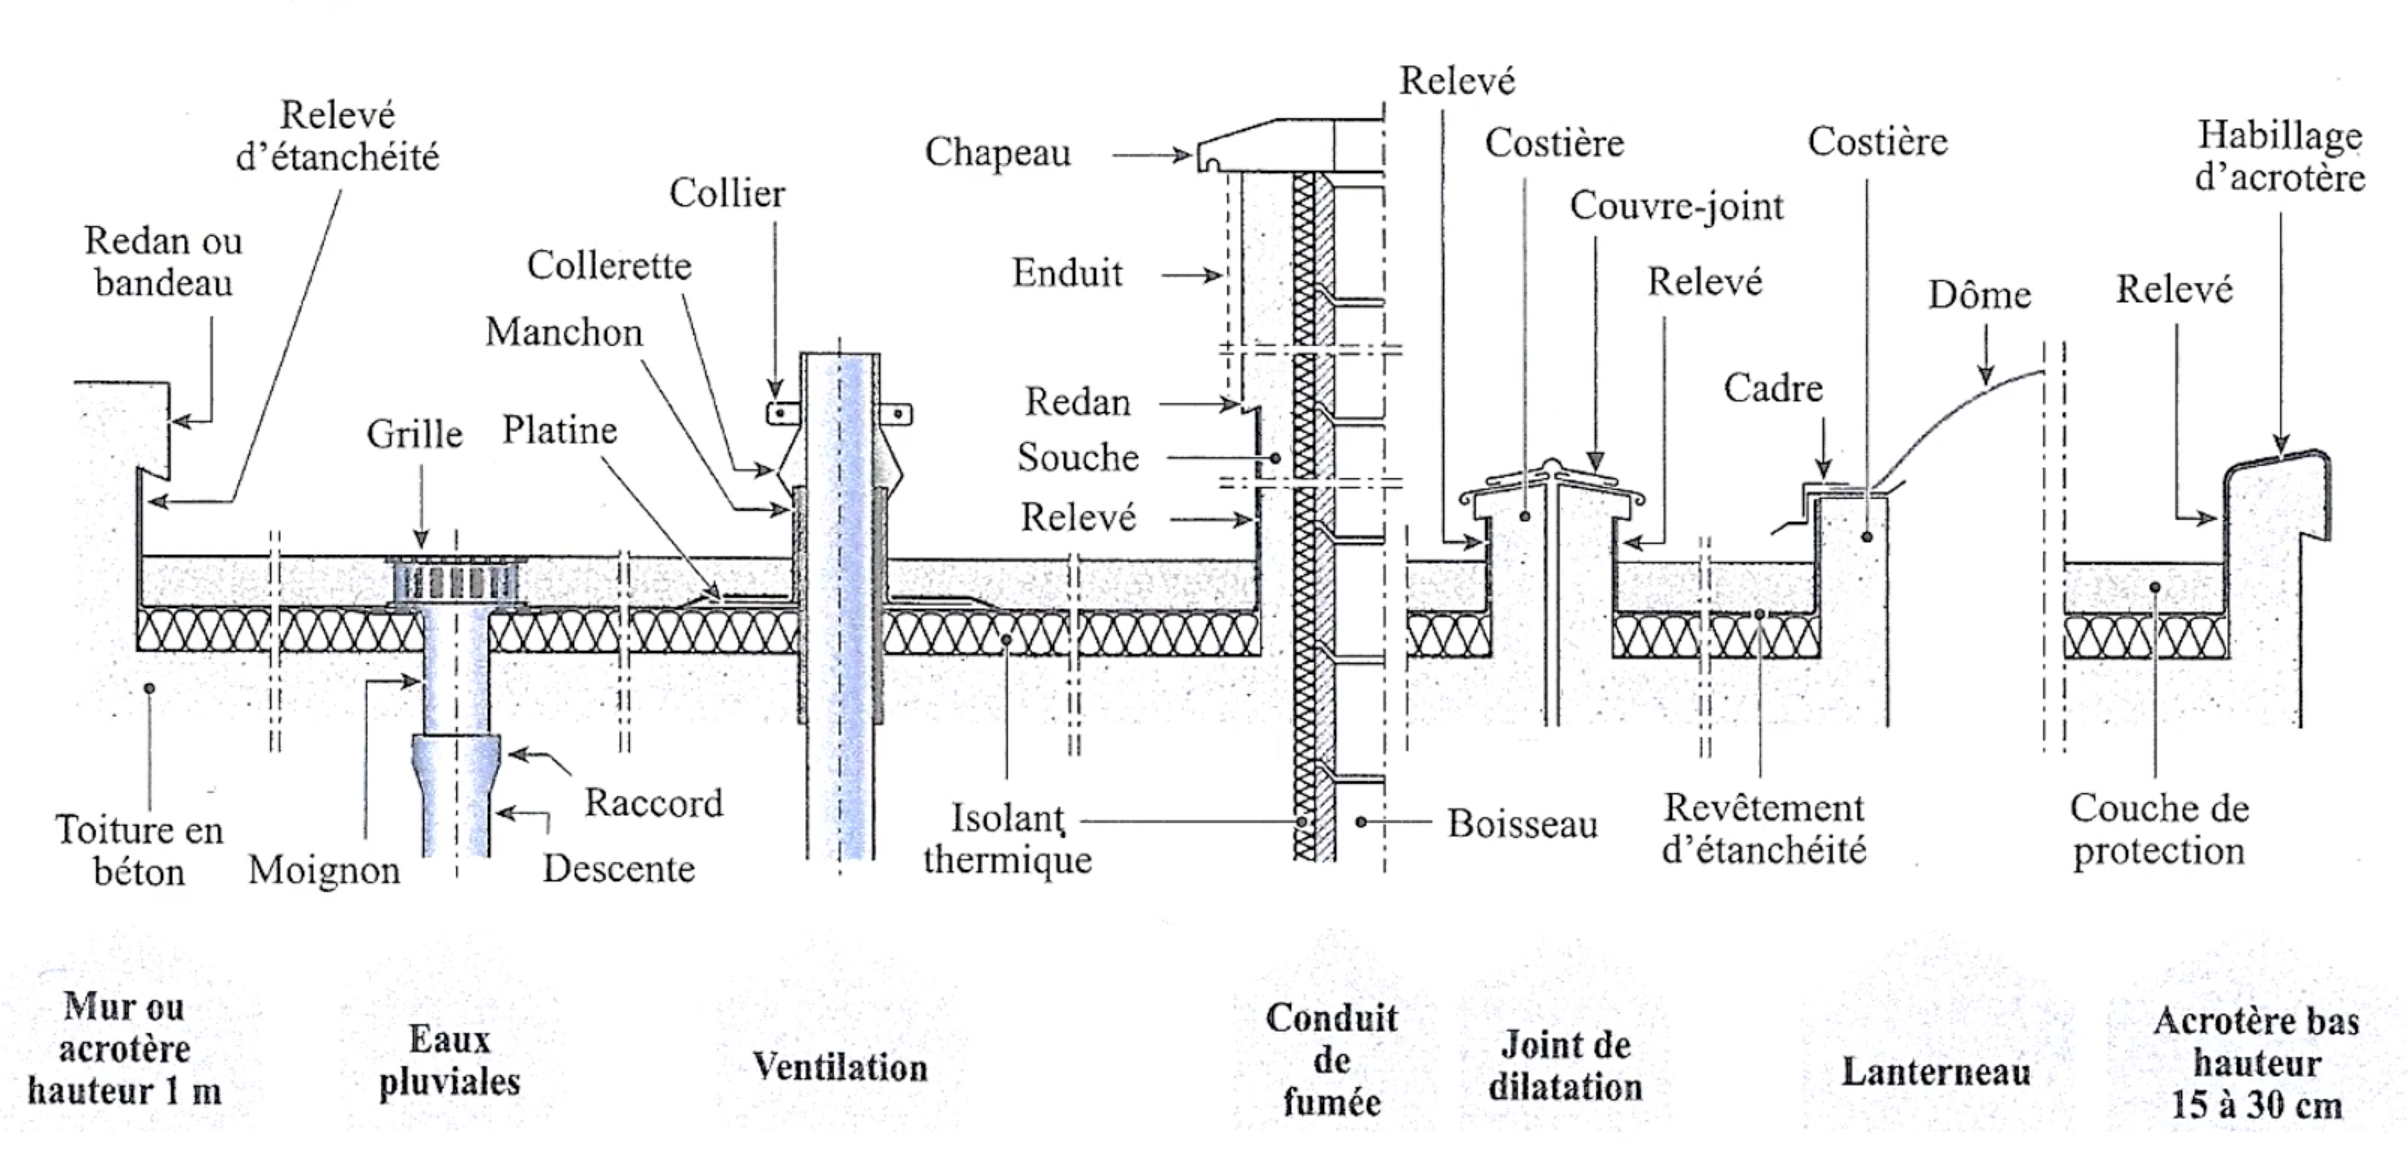 Relevé
Relevé
d'étanchéité
Habillage
d'acrotère
Chapeau
Costière
Costière
Collier
Couvre-joint
Redan ou
bandeau
Collerette
Enduit
Relevé
Dôme
Relevé
Manchon
Cadre
Redan
Grille
Platine
Souche
Relevé
Raccord
Isolant
thermique
Boisseau
Revêtement
d'étanchéité
Couche de
protection
Toiture en
béton
Moignon
Descente
Mur ou
acrotère
hauteur 1 m
Eaux
pluviales
Ventilation
Conduit
de
fumée
Joint de
dilatation
Lanterneau
Acrotère bas
hauteur
15 à 30 cm